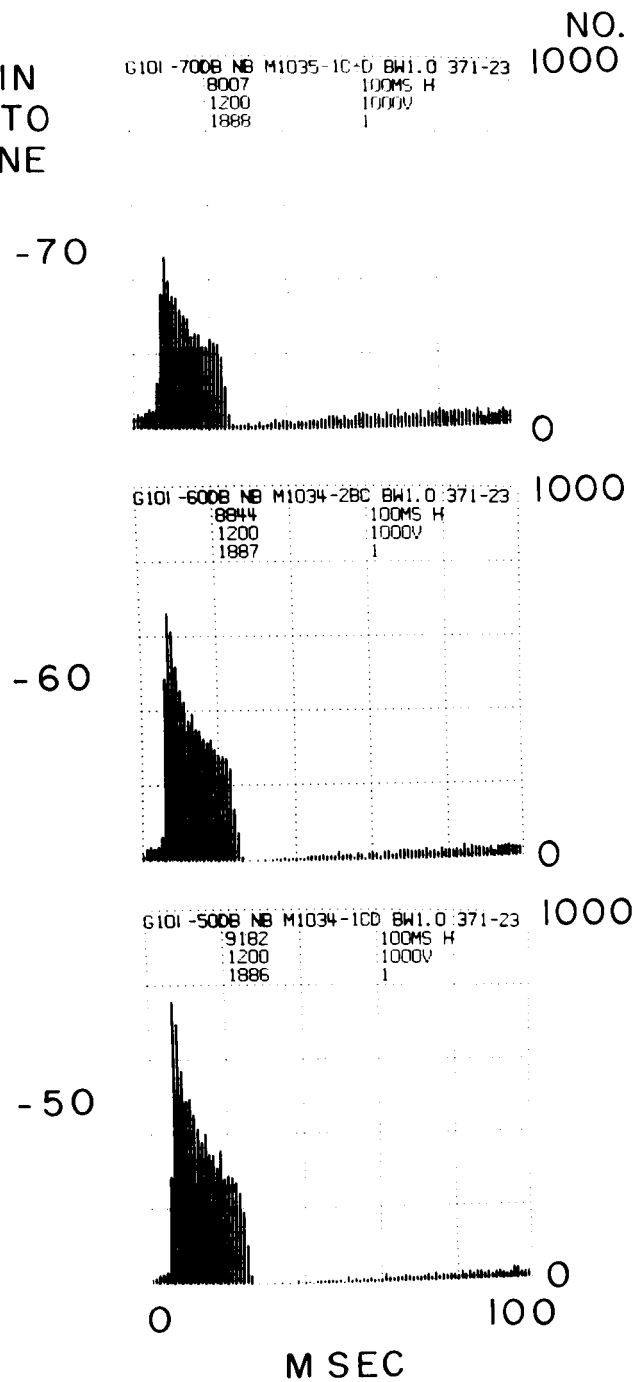 NO.
IN
TO
NE
G101 -70DB NB M1035-1C+D BW1.0 371-23
1000
8007 100MS H
1200 1000V
1888 1
-70
0
G101 -60DB NB M1034-2BC BW1.0 371-23
1000
8844 100MS H
1200 1000V
1887 1
-60
0
G101 -50DB NB M1034-1CD BW1.0 371-23
1000
9182 100MS H
1200 1000V
1886 1
-50
0
0 100
M SEC